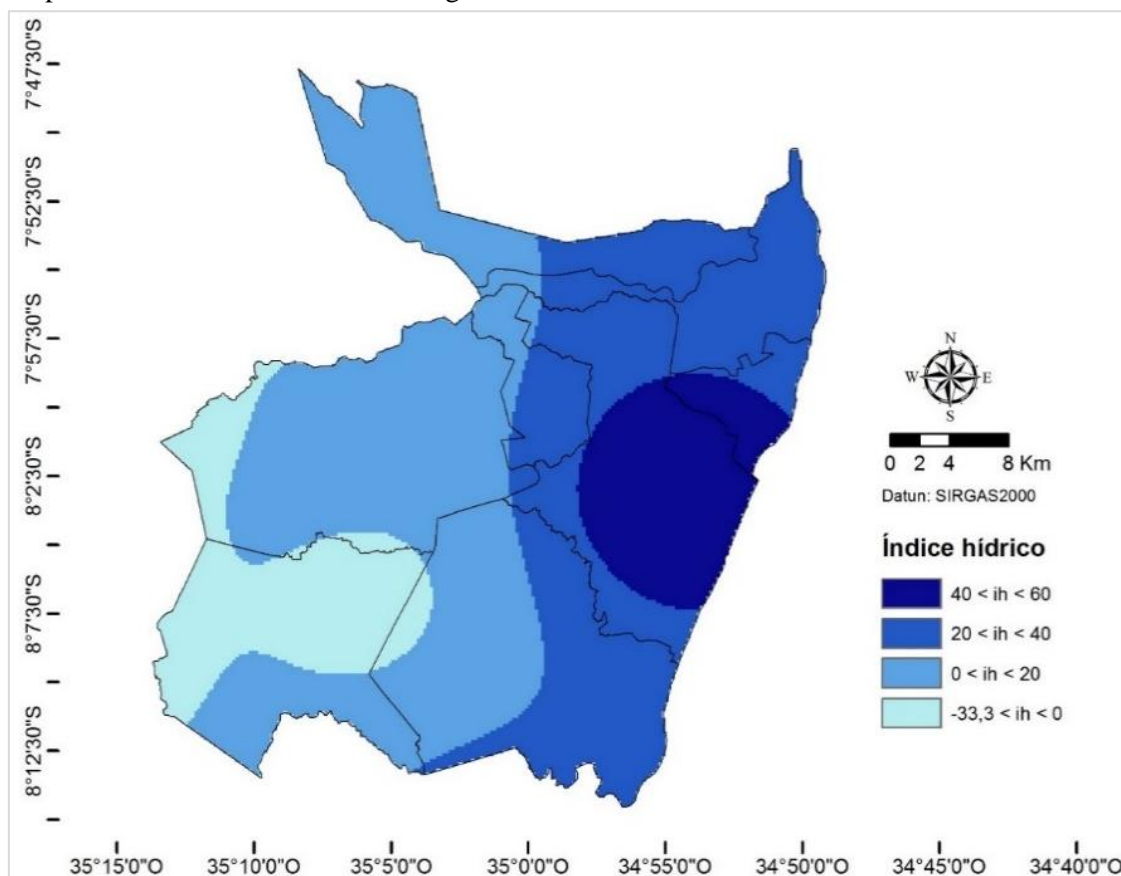 7°47'30"S
7°52'30"S
7°57'30"S
8°2'30"S
8°7'30"S
8°12'30"S
N
W E
S
0 2 4 8 Km
Datun: SIRGAS2000
Índice hídrico
40 < ih < 60
20 < ih < 40
0 < ih < 20
-33,3 < ih < 0
35°15'0"O 35°10'0"O 35°5'0"O 35°0'0"O 34°55'0"O 34°50'0"O 34°45'0"O 34°40'0"O